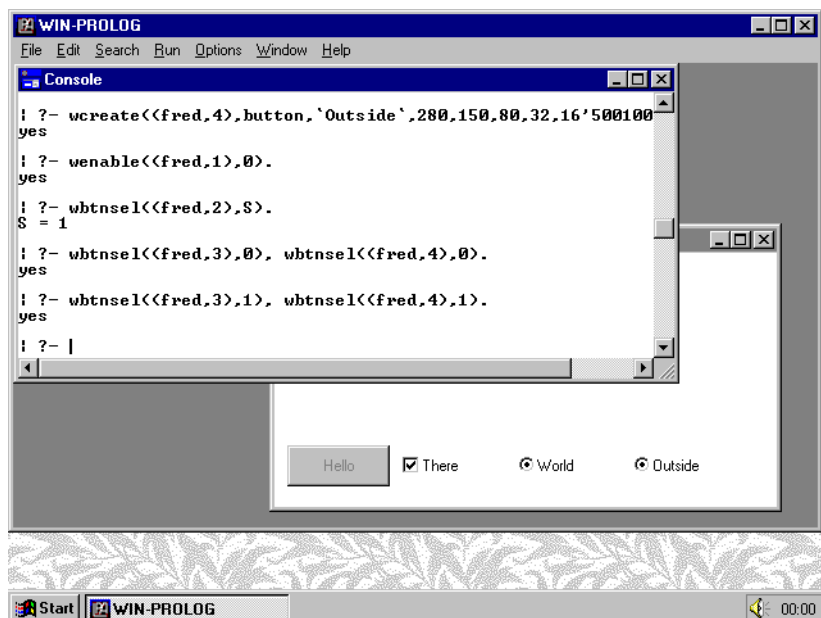 WIN-PROLOG
File Edit Search Run Options Window Help
Console
| ?- wcreate((fred,4),button,`Outside`,280,150,80,32,16'500100
yes
| ?- wenable((fred,1),0).
yes
| ?- wbtnsel((fred,2),S).
S = 1
| ?- wbtnsel((fred,3),0), wbtnsel((fred,4),0).
yes
| ?- wbtnsel((fred,3),1), wbtnsel((fred,4),1).
yes
| ?- |
Hello There World Outside
Start WIN-PROLOG 00:00